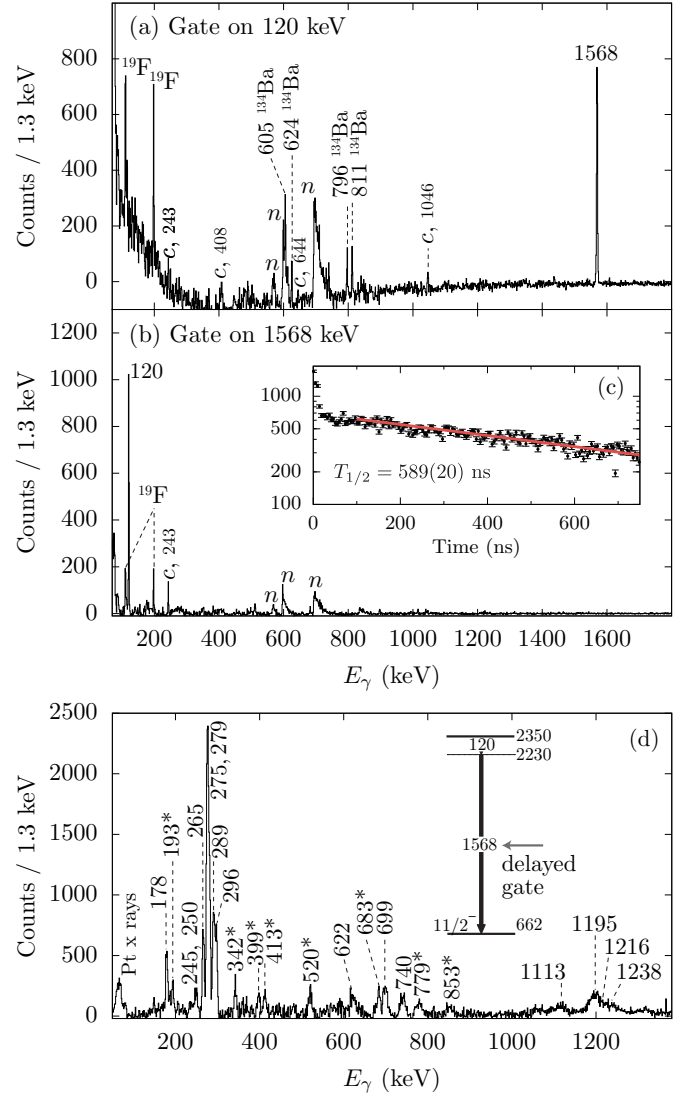 (a) Gate on 120 keV
800
600
400
200
0
Counts / 1.3 keV
¹⁹F
¹⁹F
c, 243
c, 408
n
605 ¹³⁴Ba
624 ¹³⁴Ba
n
c, 644
n
796 ¹³⁴Ba
811 ¹³⁴Ba
c, 1046
1568
(b) Gate on 1568 keV
1200
1000
800
600
400
200
0
Counts / 1.3 keV
120
¹⁹F
c, 243
n
n
n
(c)
1000
500
200
100
T₁/₂ = 589(20) ns
0 200 400 600
Time (ns)
200 400 600 800 1000 1200 1400 1600
Eγ (keV)
(d)
2500
2000
1500
1000
500
0
Counts / 1.3 keV
Pt x rays
178
193*
245, 250
265
275, 279
289
296
342*
399*
413*
520*
622
683*
699
740
779*
853*
1113
1195
1216
1238
2350
120
2230
1568
delayed
gate
11/2⁻
662
200 400 600 800 1000 1200
Eγ (keV)